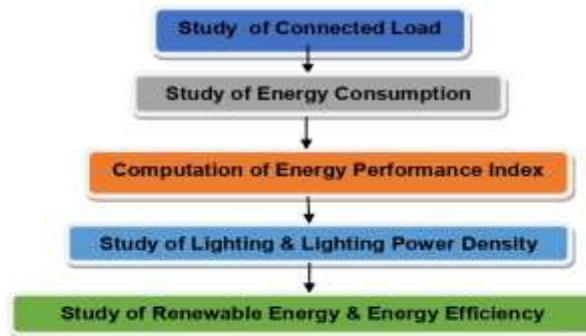 Study of Connected Load
Study of Energy Consumption
Computation of Energy Performance Index
Study of Lighting & Lighting Power Density
Study of Renewable Energy & Energy Efficiency